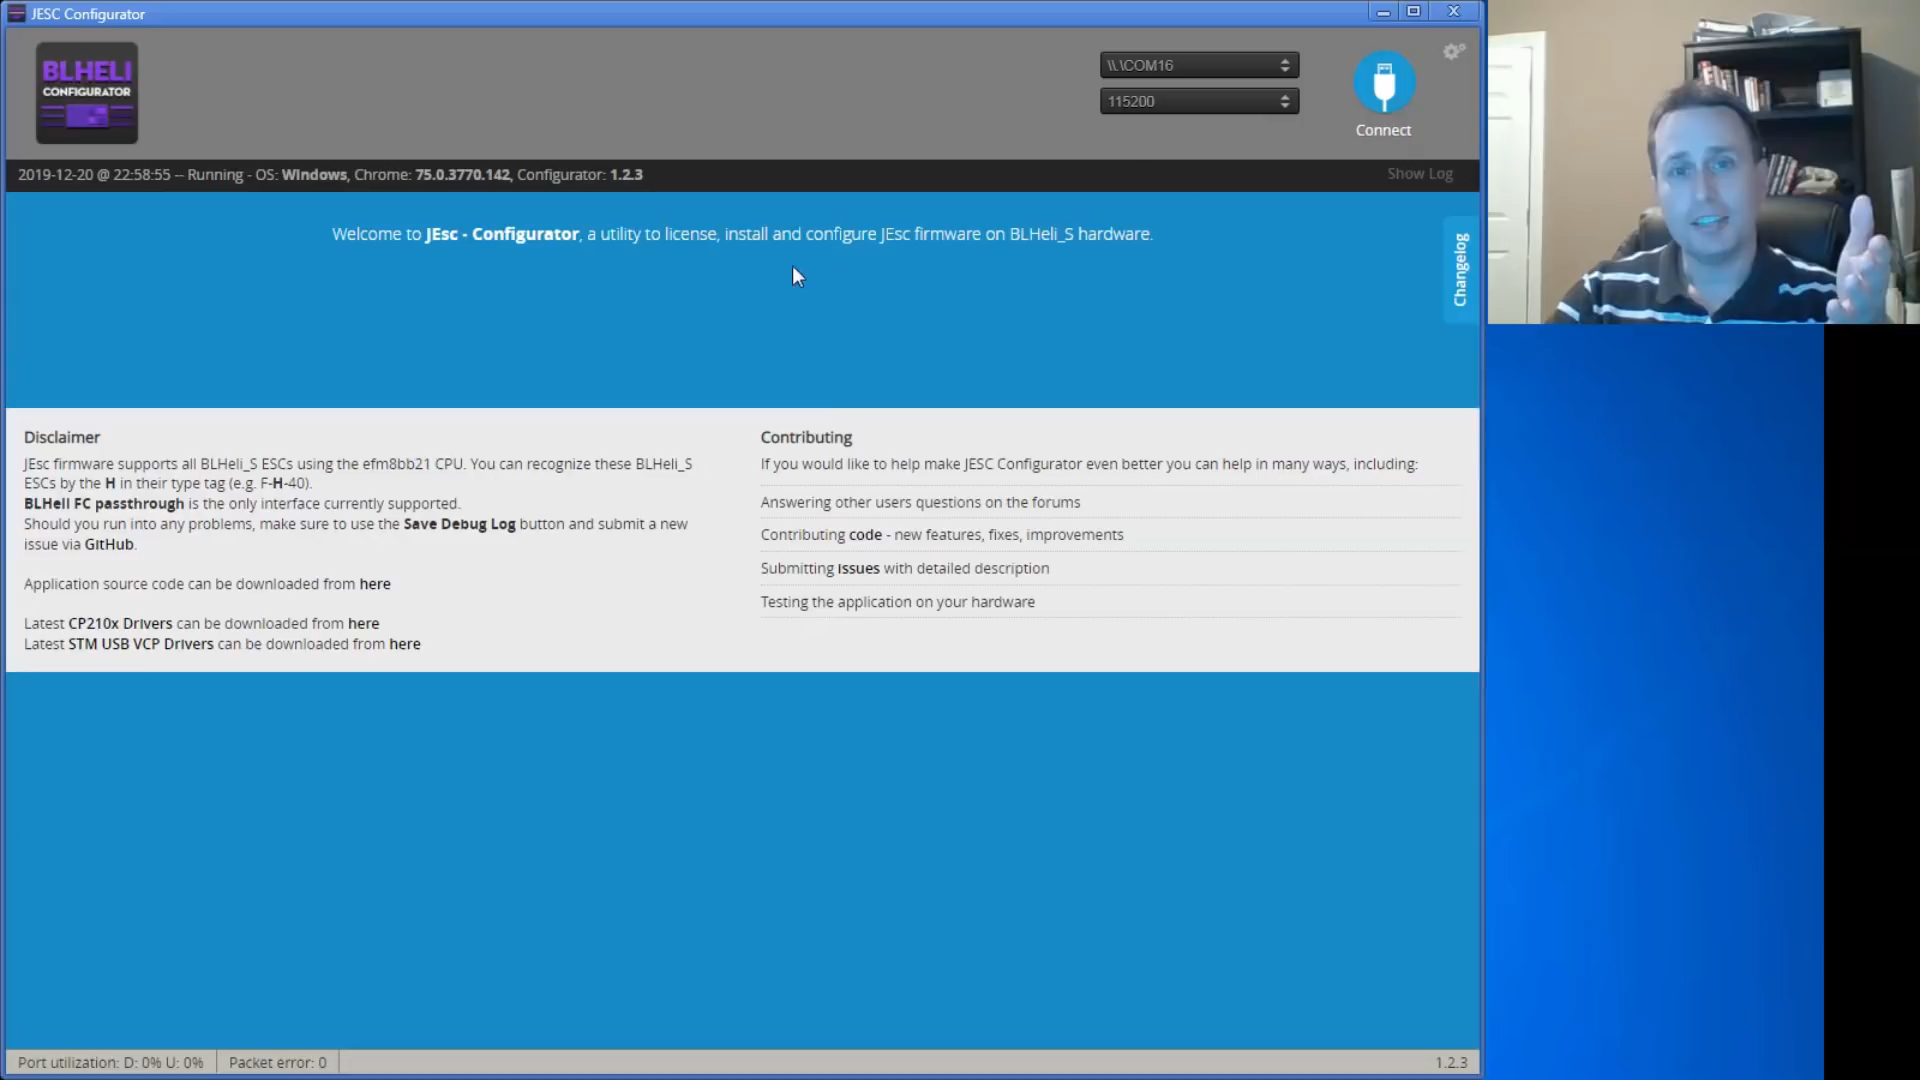 JESC Configurator
BLHELI
CONFIGURATOR
\\.\COM16
115200
Connect
2019-12-20 @ 22:58:55 -- Running - OS: Windows, Chrome: 75.0.3770.142, Configurator: 1.2.3
Show Log
Welcome to JEsc - Configurator, a utility to license, install and configure JEsc firmware on BLHeli_S hardware.
Changelog
Disclaimer
JEsc firmware supports all BLHeli_S ESCs using the efm8bb21 CPU. You can recognize these BLHeli_S
ESCs by the H in their type tag (e.g. F-H-40).
BLHeli FC passthrough is the only interface currently supported.
Should you run into any problems, make sure to use the Save Debug Log button and submit a new
issue via GitHub.
Application source code can be downloaded from here
Latest CP210x Drivers can be downloaded from here
Latest STM USB VCP Drivers can be downloaded from here
Contributing
If you would like to help make JESC Configurator even better you can help in many ways, including:
Answering other users questions on the forums
Contributing code - new features, fixes, improvements
Submitting issues with detailed description
Testing the application on your hardware
Port utilization: D: 0% U: 0%
Packet error: 0
1.2.3